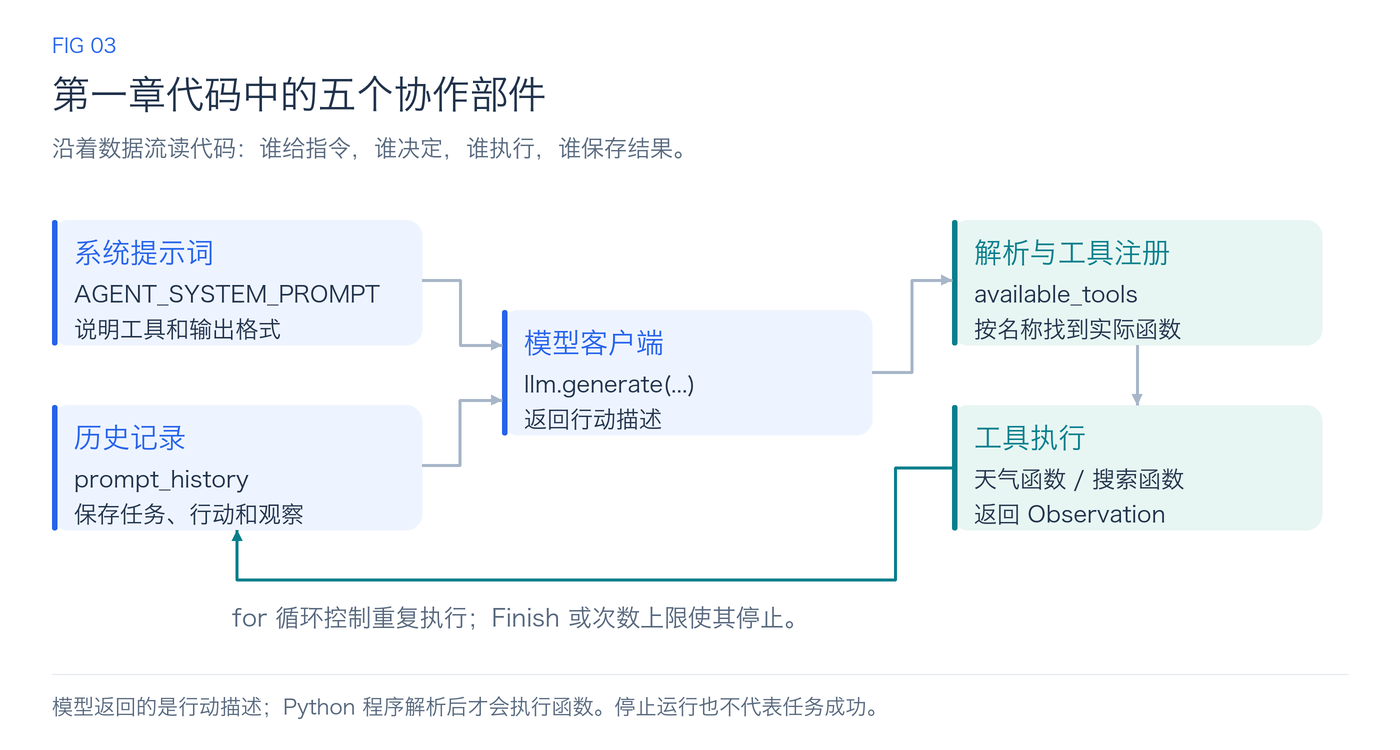 FIG 03
第一章代码中的五个协作部件
沿着数据流读代码：谁给指令，谁决定，谁执行，谁保存结果。
系统提示词
AGENT_SYSTEM_PROMPT
说明工具和输出格式
历史记录
prompt_history
保存任务、行动和观察
模型客户端
llm.generate(...)
返回行动描述
解析与工具注册
available_tools
按名称找到实际函数
工具执行
天气函数 / 搜索函数
返回 Observation
for 循环控制重复执行；Finish 或次数上限使其停止。
模型返回的是行动描述；Python 程序解析后才会执行函数。停止运行也不代表任务成功。